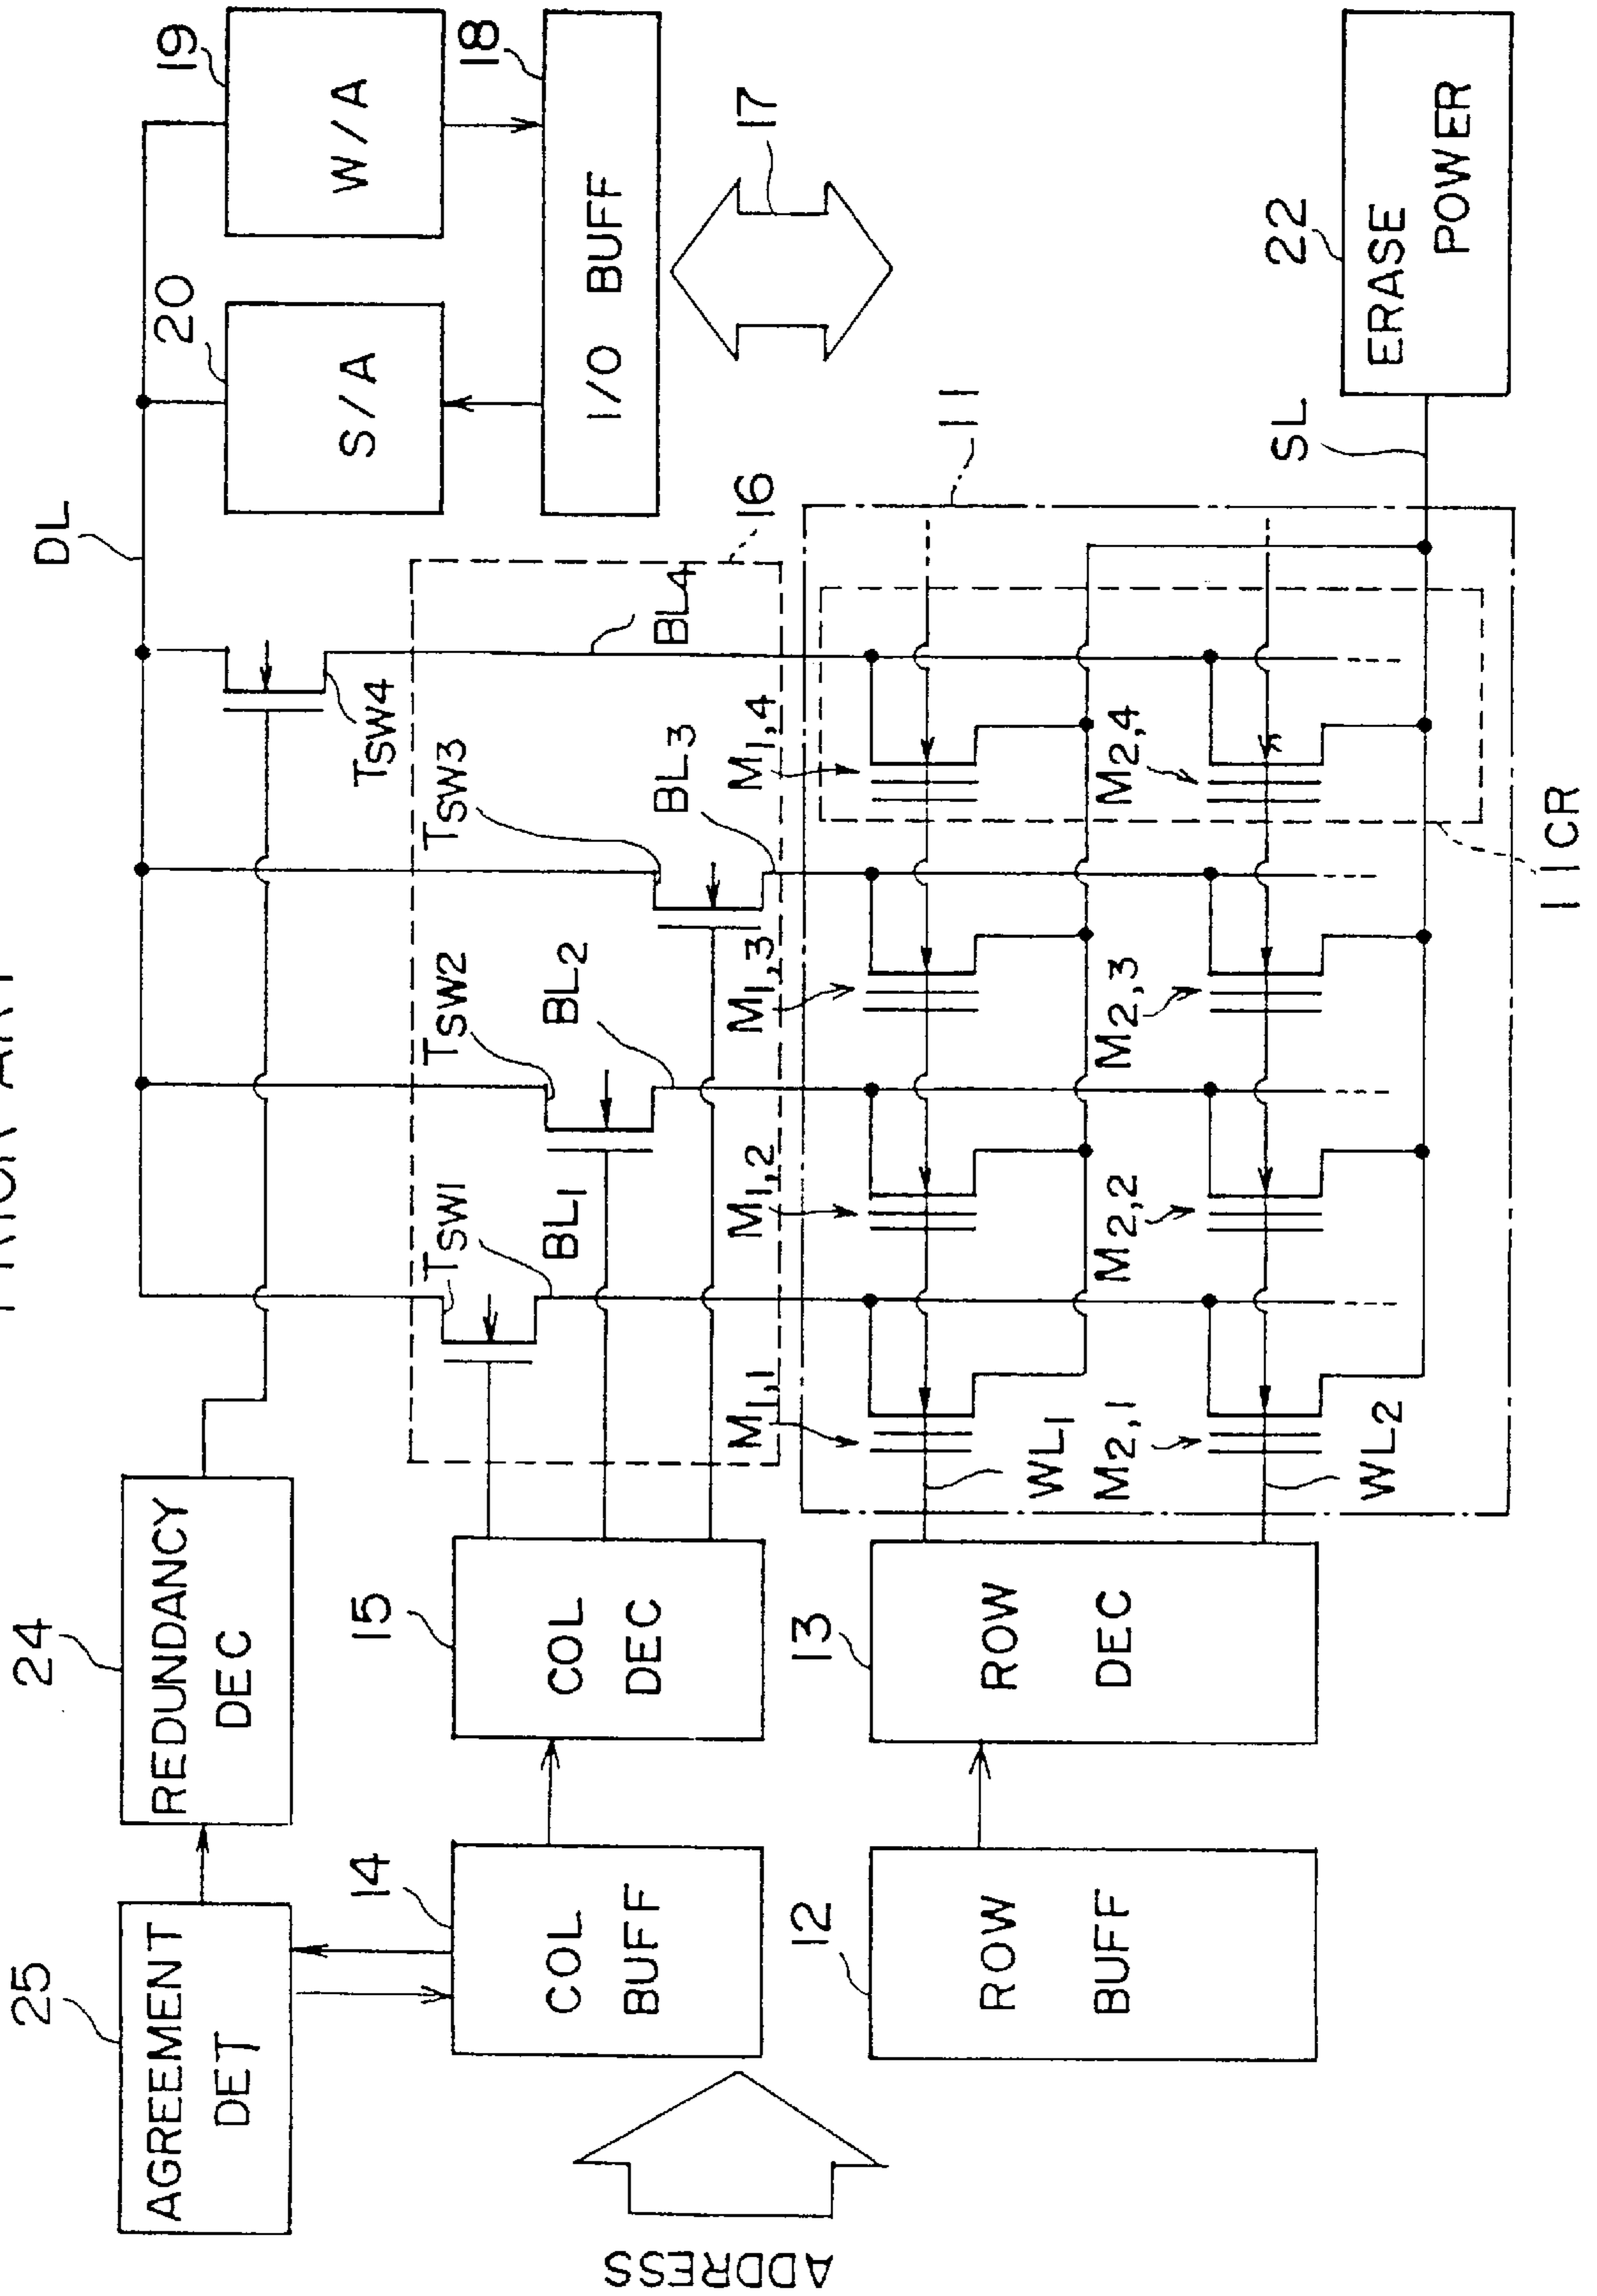 PRIOR ART
25
AGREEMENT
DET
24
REDUNDANCY
DEC
DL
20
S/A
19
W/A
18
I/O BUFF
17
14
COL
BUFF
15
COL
DEC
16
TSW1
TSW2
TSW3
TSW4
BL1
BL2
BL3
BL4
ADDRESS
12
ROW
BUFF
13
ROW
DEC
11
M1,1
M1,2
M1,3
M1,4
WL1
M2,1
M2,2
M2,3
M2,4
WL2
11CR
SL
22
ERASE
POWER